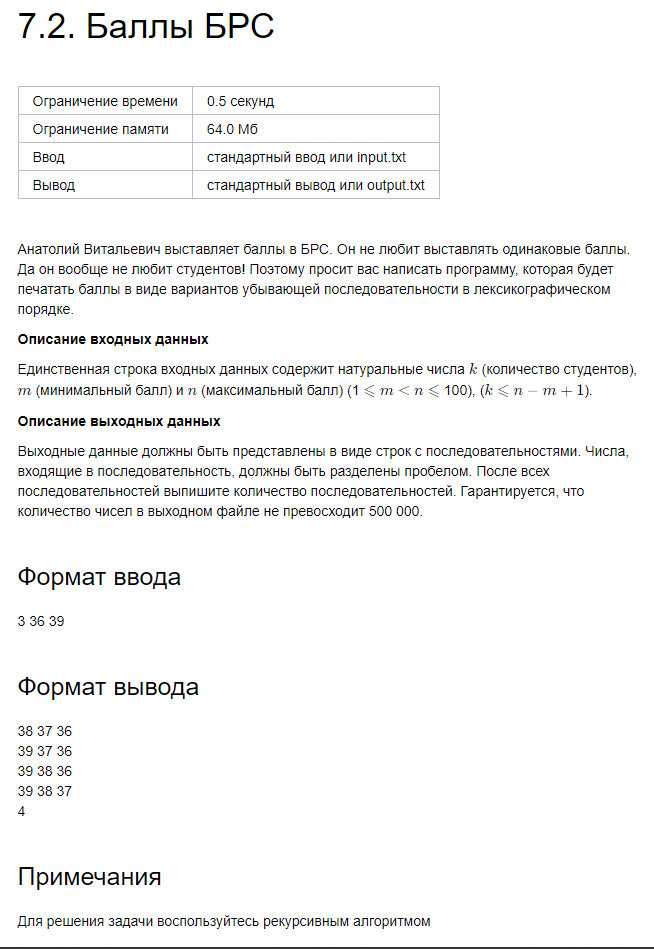 7.2. Баллы БРС
Ограничение времени 0.5 секунд
Ограничение памяти 64.0 Мб
Ввод стандартный ввод или input.txt
Вывод стандартный вывод или output.txt
Анатолий Витальевич выставляет баллы в БРС. Он не любит выставлять одинаковые баллы.
Да он вообще не любит студентов! Поэтому просит вас написать программу, которая будет
печатать баллы в виде вариантов убывающей последовательности в лексикографическом
порядке.
Описание входных данных
Единственная строка входных данных содержит натуральные числа k (количество студентов),
m (минимальный балл) и n (максимальный балл) (1 ⩽ m < n ⩽ 100), (k ⩽ n − m + 1).
Описание выходных данных
Выходные данные должны быть представлены в виде строк с последовательностями. Числа,
входящие в последовательность, должны быть разделены пробелом. После всех
последовательностей выпишите количество последовательностей. Гарантируется, что
количество чисел в выходном файле не превосходит 500 000.
Формат ввода
3 36 39
Формат вывода
38 37 36
39 37 36
39 38 36
39 38 37
4
Примечания
Для решения задачи воспользуйтесь рекурсивным алгоритмом